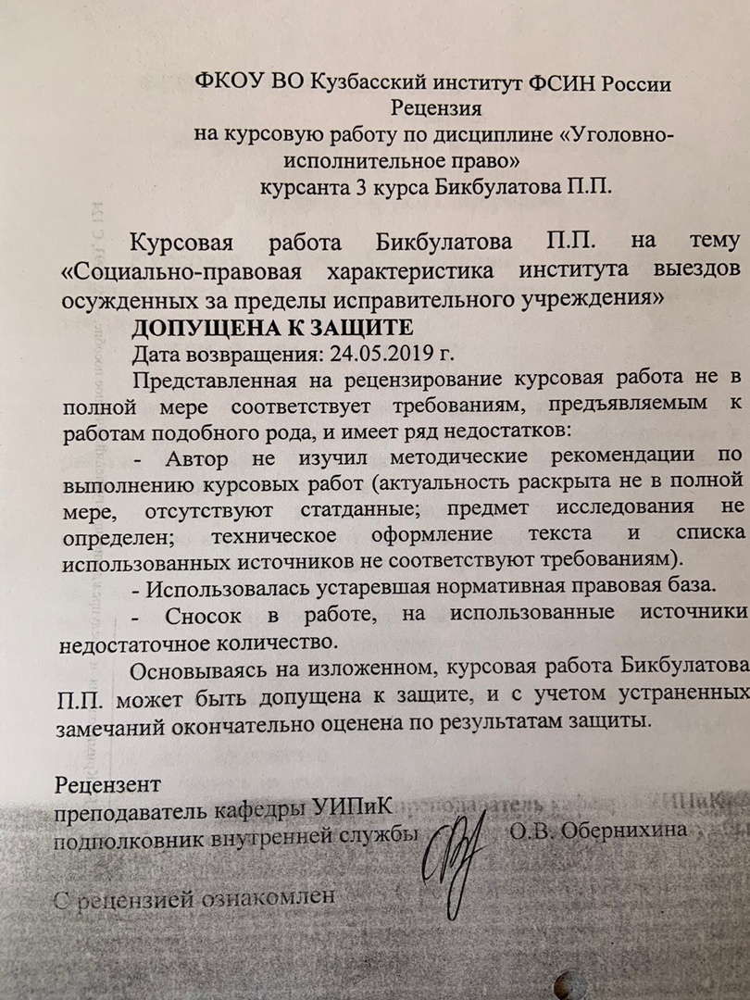 ФКОУ ВО Кузбасский институт ФСИН России
Рецензия
на курсовую работу по дисциплине «Уголовно-
исполнительное право»
курсанта 3 курса Бикбулатова П.П.
Курсовая работа Бикбулатова П.П. на тему
«Социально-правовая характеристика института выездов
осужденных за пределы исправительного учреждения»
ДОПУЩЕНА К ЗАЩИТЕ
Дата возвращения: 24.05.2019 г.
Представленная на рецензирование курсовая работа не в
полной мере соответствует требованиям, предъявляемым к
работам подобного рода, и имеет ряд недостатков:
- Автор не изучил методические рекомендации по
выполнению курсовых работ (актуальность раскрыта не в полной
мере, отсутствуют статданные; предмет исследования не
определен; техническое оформление текста и списка
использованных источников не соответствуют требованиям).
- Использовалась устаревшая нормативная правовая база.
- Сносок в работе, на использованные источники
недостаточное количество.
Основываясь на изложенном, курсовая работа Бикбулатова
П.П. может быть допущена к защите, и с учетом устраненных
замечаний окончательно оценена по результатам защиты.
Рецензент
преподаватель кафедры УИПиК
подполковник внутренней службы О.В. Обернихина
С рецензией ознакомлен